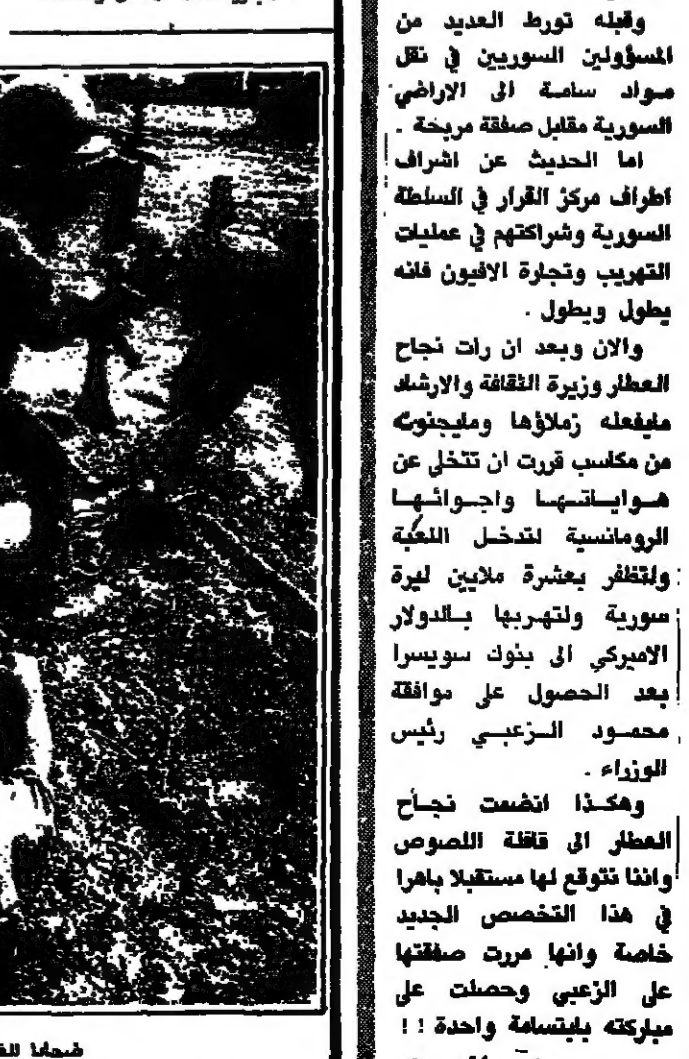 وقبله تورط العديد من
المسؤولين السوريين في نقل
مواد سامة الى الاراضي
السورية مقابل صفقة مربحة .
اما الحديث عن اشراف
اطراف مركز القرار في السلطة
السورية وشراكتهم في عمليات
التهريب وتجارة الافيون فانه
يطول ويطول .
والان وبعد ان رات نجاح
العطار وزيرة الثقافة والارشاد
مايفعله زملاؤها ومايجنونه
من مكاسب قررت ان تتخلى عن
هواياتها واجوائها
الرومانسية لتدخل اللعبة
ولتظفر بعشرة ملايين ليرة
سورية ولتهربها بالدولار
الاميركي الى بنوك سويسرا
بعد الحصول على موافقة
محمود الزعبي رئيس
الوزراء .
وهكذا انضمت نجاح
العطار الى قافلة اللصوص
واننا نتوقع لها مستقبلا باهرا
في هذا التخصص الجديد
خاصة وانها مررت صفقتها
على الزعبي وحصلت على
مباركته بابتسامة واحدة ! !
ضحايا